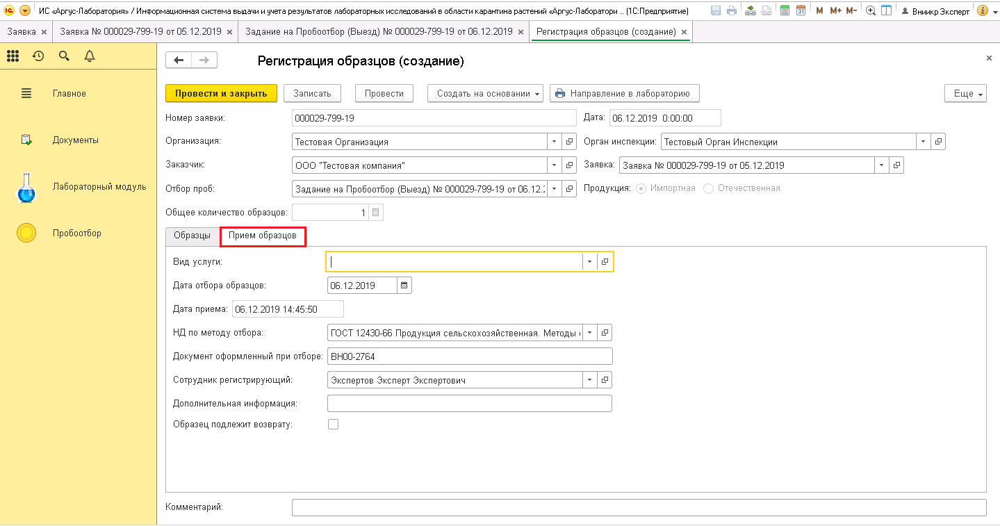 ИС «Аргус-Лаборатория» / Информационная система выдачи и учета результатов лабораторных исследований в области карантина растений «Аргус-Лаборатори .. (1С:Предприятие)
М М+ М− Вниикр Эксперт
Заявка
Заявка № 000029-799-19 от 05.12.2019
Задание на Пробоотбор (Выезд) № 000029-799-19 от 06.12.2019
Регистрация образцов (создание)
Главное
Документы
Лабораторный модуль
Пробоотбор
Регистрация образцов (создание)
Провести и закрыть Записать Провести Создать на основании Направление в лабораторию Еще
Номер заявки: 000029-799-19 Дата: 06.12.2019 0:00:00
Организация: Тестовая Организация Орган инспекции: Тестовый Орган Инспекции
Заказчик: ООО "Тестовая компания" Заявка: Заявка № 000029-799-19 от 05.12.2019
Отбор проб: Задание на Пробоотбор (Выезд) № 000029-799-19 от 06.12. Продукция: Импортная Отечественная
Общее количество образцов: 1
Образцы Прием образцов
Вид услуги:
Дата отбора образцов: 06.12.2019
Дата приема: 06.12.2019 14:45:50
НД по методу отбора: ГОСТ 12430-66 Продукция сельскохозяйственная. Методы
Документ оформленный при отборе: ВН00-2764
Сотрудник регистрирующий: Экспертов Эксперт Экспертович
Дополнительная информация:
Образец подлежит возврату:
Комментарий: